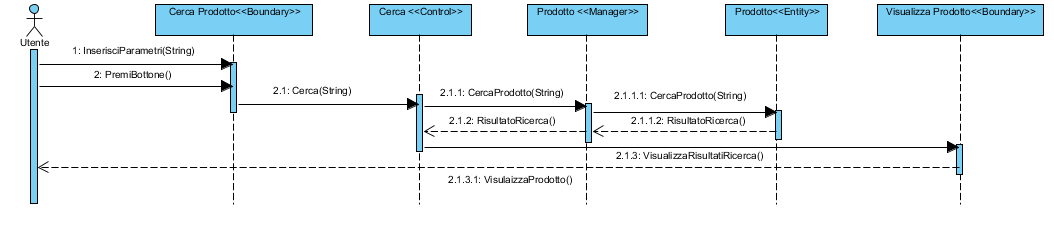 Cerca Prodotto<<Boundary>>
Cerca <<Control>>
Prodotto <<Manager>>
Prodotto<<Entity>>
Visualizza Prodotto<<Boundary>>
Utente
1: InserisciParametri(String)
2: PremiBottone()
2.1: Cerca(String)
2.1.1: CercaProdotto(String)
2.1.1.1: CercaProdotto(String)
2.1.2: RisultatoRicerca()
2.1.1.2: RisultatoRicerca()
2.1.3: VisualizzaRisultatiRicerca()
2.1.3.1: VisulaizzaProdotto()